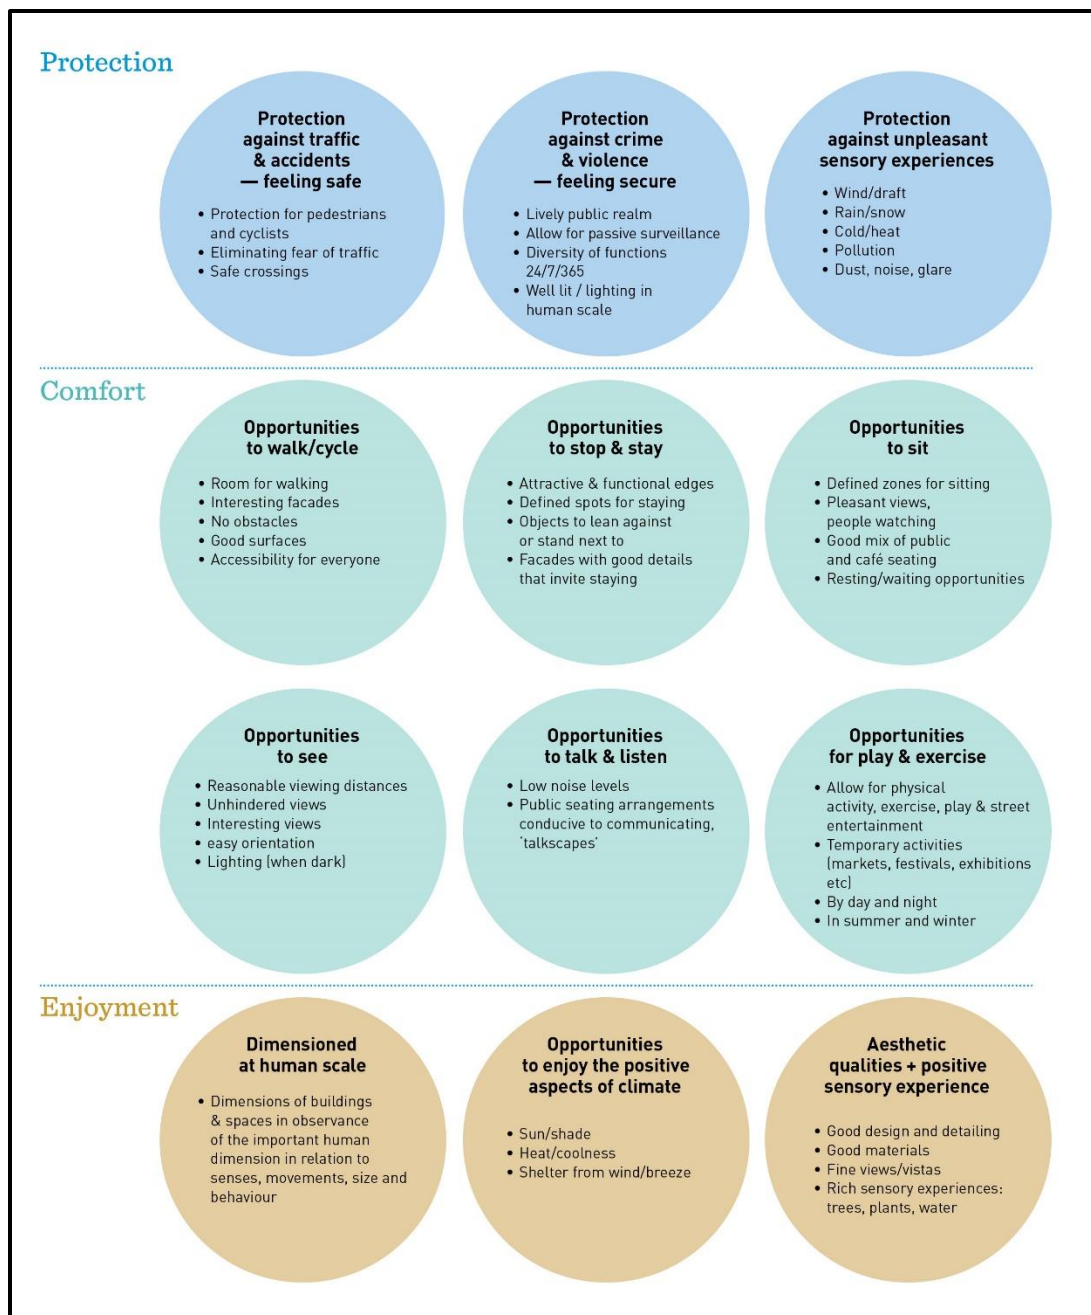 Protection
Protection
against traffic
& accidents
— feeling safe
• Protection for pedestrians
and cyclists
• Eliminating fear of traffic
• Safe crossings
Protection
against crime
& violence
— feeling secure
• Lively public realm
• Allow for passive surveillance
• Diversity of functions
24/7/365
• Well lit / lighting in
human scale
Protection
against unpleasant
sensory experiences
• Wind/draft
• Rain/snow
• Cold/heat
• Pollution
• Dust, noise, glare
Comfort
Opportunities
to walk/cycle
• Room for walking
• Interesting facades
• No obstacles
• Good surfaces
• Accessibility for everyone
Opportunities
to stop & stay
• Attractive & functional edges
• Defined spots for staying
• Objects to lean against
or stand next to
• Facades with good details
that invite staying
Opportunities
to sit
• Defined zones for sitting
• Pleasant views,
people watching
• Good mix of public
and café seating
• Resting/waiting opportunities
Opportunities
to see
• Reasonable viewing distances
• Unhindered views
• Interesting views
• easy orientation
• Lighting (when dark)
Opportunities
to talk & listen
• Low noise levels
• Public seating arrangements
conducive to communicating,
'talkscapes'
Opportunities
for play & exercise
• Allow for physical
activity, exercise, play & street
entertainment
• Temporary activities
(markets, festivals, exhibitions
etc)
• By day and night
• In summer and winter
Enjoyment
Dimensioned
at human scale
• Dimensions of buildings
& spaces in observance
of the important human
dimension in relation to
senses, movements, size and
behaviour
Opportunities
to enjoy the positive
aspects of climate
• Sun/shade
• Heat/coolness
• Shelter from wind/breeze
Aesthetic
qualities + positive
sensory experience
• Good design and detailing
• Good materials
• Fine views/vistas
• Rich sensory experiences:
trees, plants, water